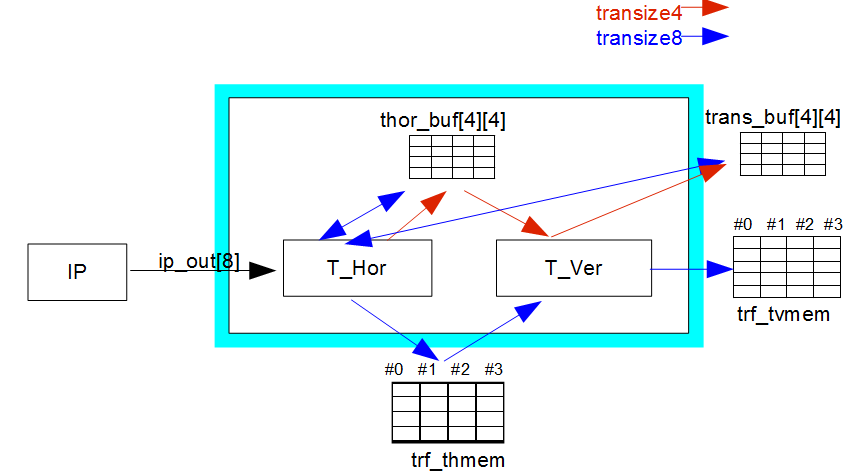 transize4
transize8
thor_buf[4][4]
trans_buf[4][4]
#0 #1 #2 #3
IP
ip_out[8]
T_Hor
T_Ver
trf_tvmem
#0 #1 #2 #3
trf_thmem